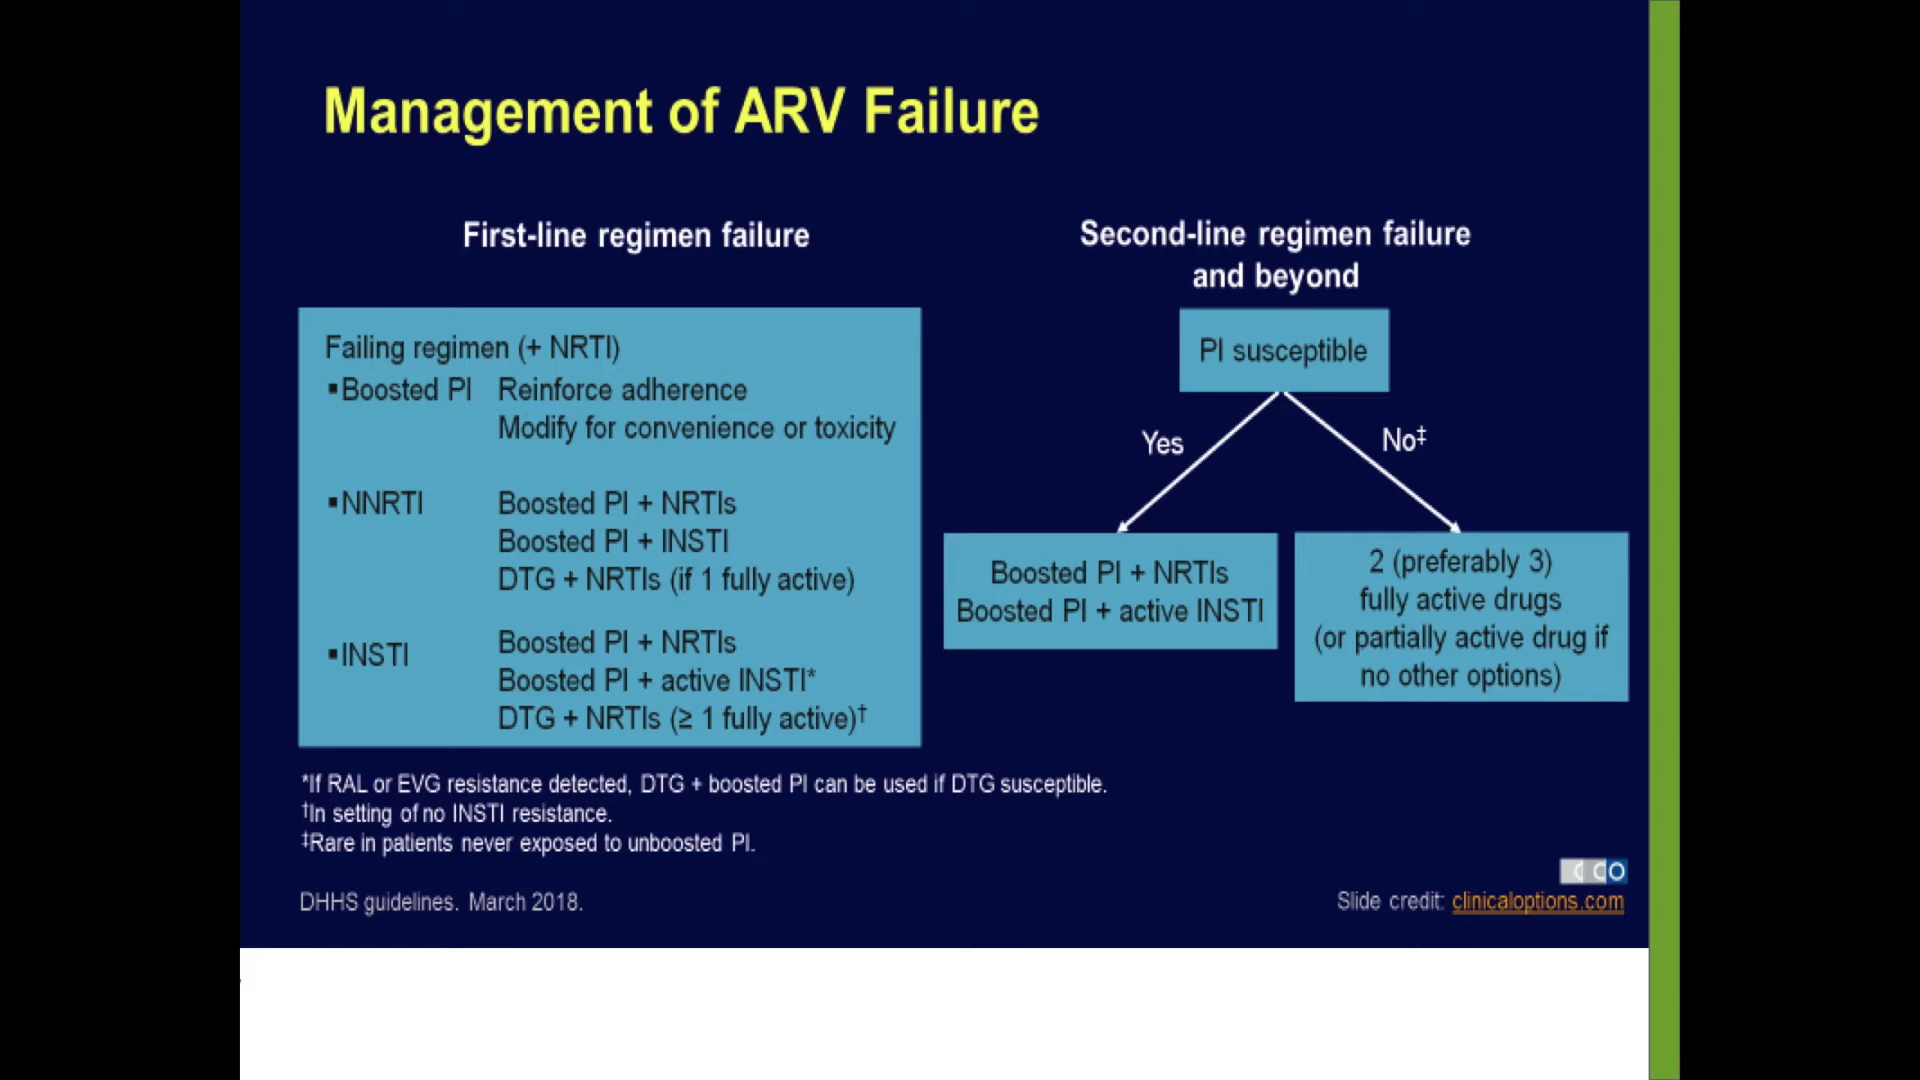 Management of ARV Failure
First-line regimen failure
Failing regimen (+ NRTI)
▪Boosted PI Reinforce adherence
Modify for convenience or toxicity
▪NNRTI Boosted PI + NRTIs
Boosted PI + INSTI
DTG + NRTIs (if 1 fully active)
▪INSTI Boosted PI + NRTIs
Boosted PI + active INSTI*
DTG + NRTIs (≥ 1 fully active)†
Second-line regimen failure
and beyond
PI susceptible
Yes
No‡
Boosted PI + NRTIs
Boosted PI + active INSTI
2 (preferably 3)
fully active drugs
(or partially active drug if
no other options)
*If RAL or EVG resistance detected, DTG + boosted PI can be used if DTG susceptible.
†In setting of no INSTI resistance.
‡Rare in patients never exposed to unboosted PI.
DHHS guidelines. March 2018.
CCO
Slide credit: clinicaloptions.com